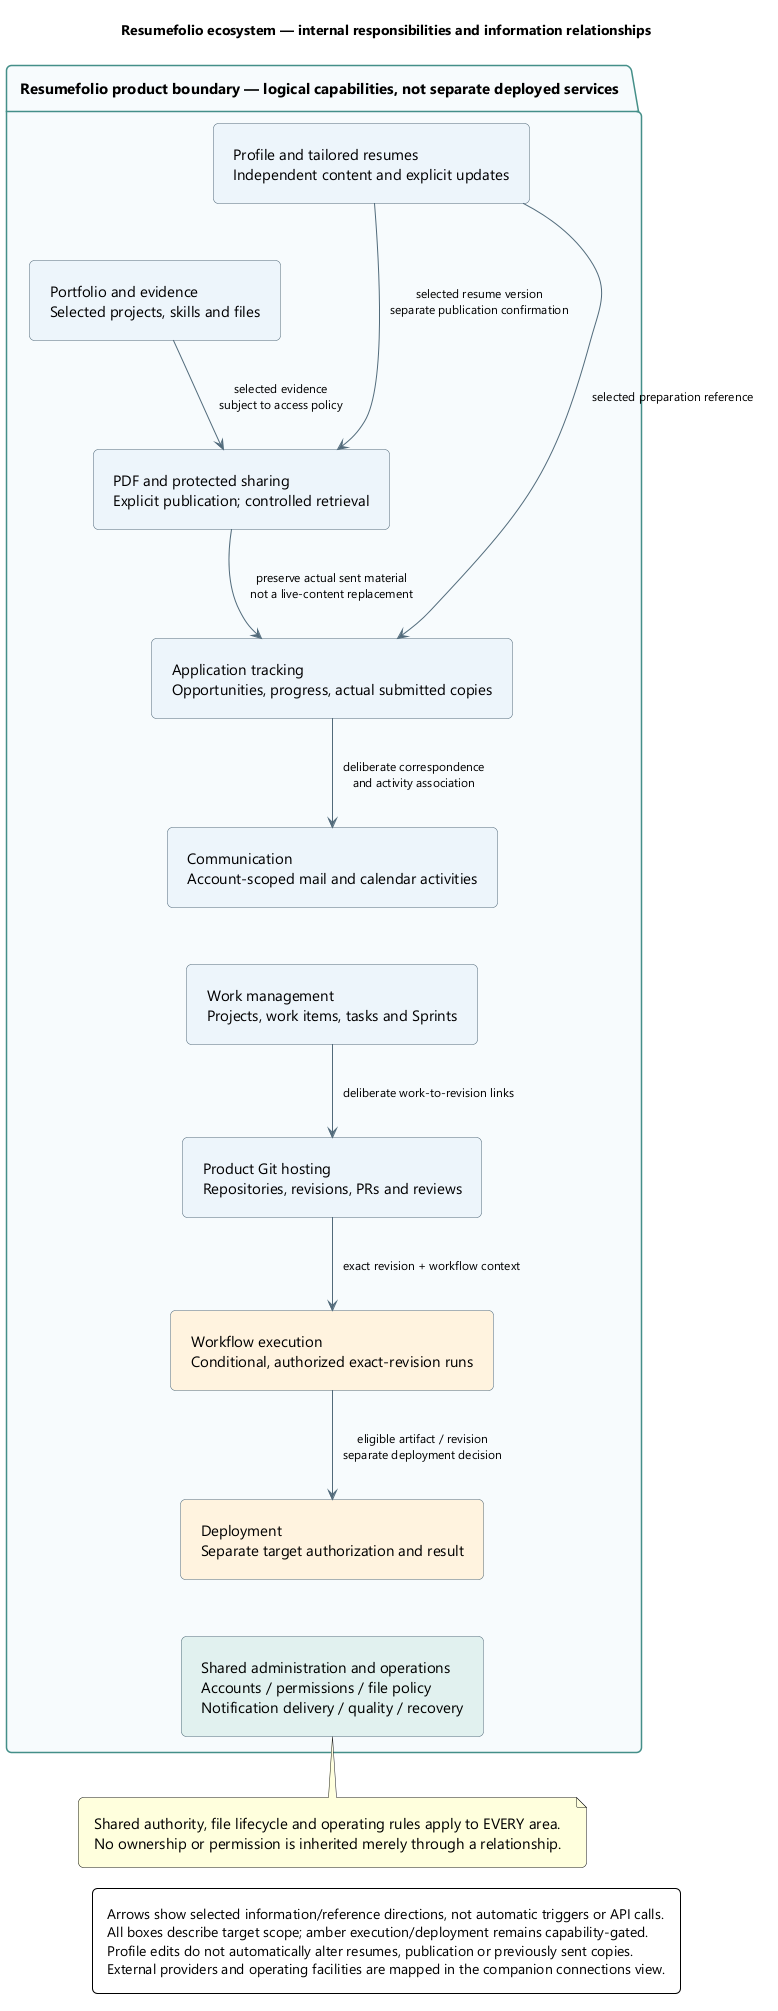 Resumefolio ecosystem — internal responsibilities and information relationships
Resumefolio product boundary — logical capabilities, not separate deployed services
Profile and tailored resumes
Independent content and explicit updates
Portfolio and evidence
Selected projects, skills and files
selected resume version
separate publication confirmation
selected evidence
subject to access policy
selected preparation reference
PDF and protected sharing
Explicit publication; controlled retrieval
preserve actual sent material
not a live-content replacement
Application tracking
Opportunities, progress, actual submitted copies
deliberate correspondence
and activity association
Communication
Account-scoped mail and calendar activities
Work management
Projects, work items, tasks and Sprints
deliberate work-to-revision links
Product Git hosting
Repositories, revisions, PRs and reviews
exact revision + workflow context
Workflow execution
Conditional, authorized exact-revision runs
eligible artifact / revision
separate deployment decision
Deployment
Separate target authorization and result
Shared administration and operations
Accounts / permissions / file policy
Notification delivery / quality / recovery
Shared authority, file lifecycle and operating rules apply to EVERY area.
No ownership or permission is inherited merely through a relationship.
Arrows show selected information/reference directions, not automatic triggers or API calls.
All boxes describe target scope; amber execution/deployment remains capability-gated.
Profile edits do not automatically alter resumes, publication or previously sent copies.
External providers and operating facilities are mapped in the companion connections view.